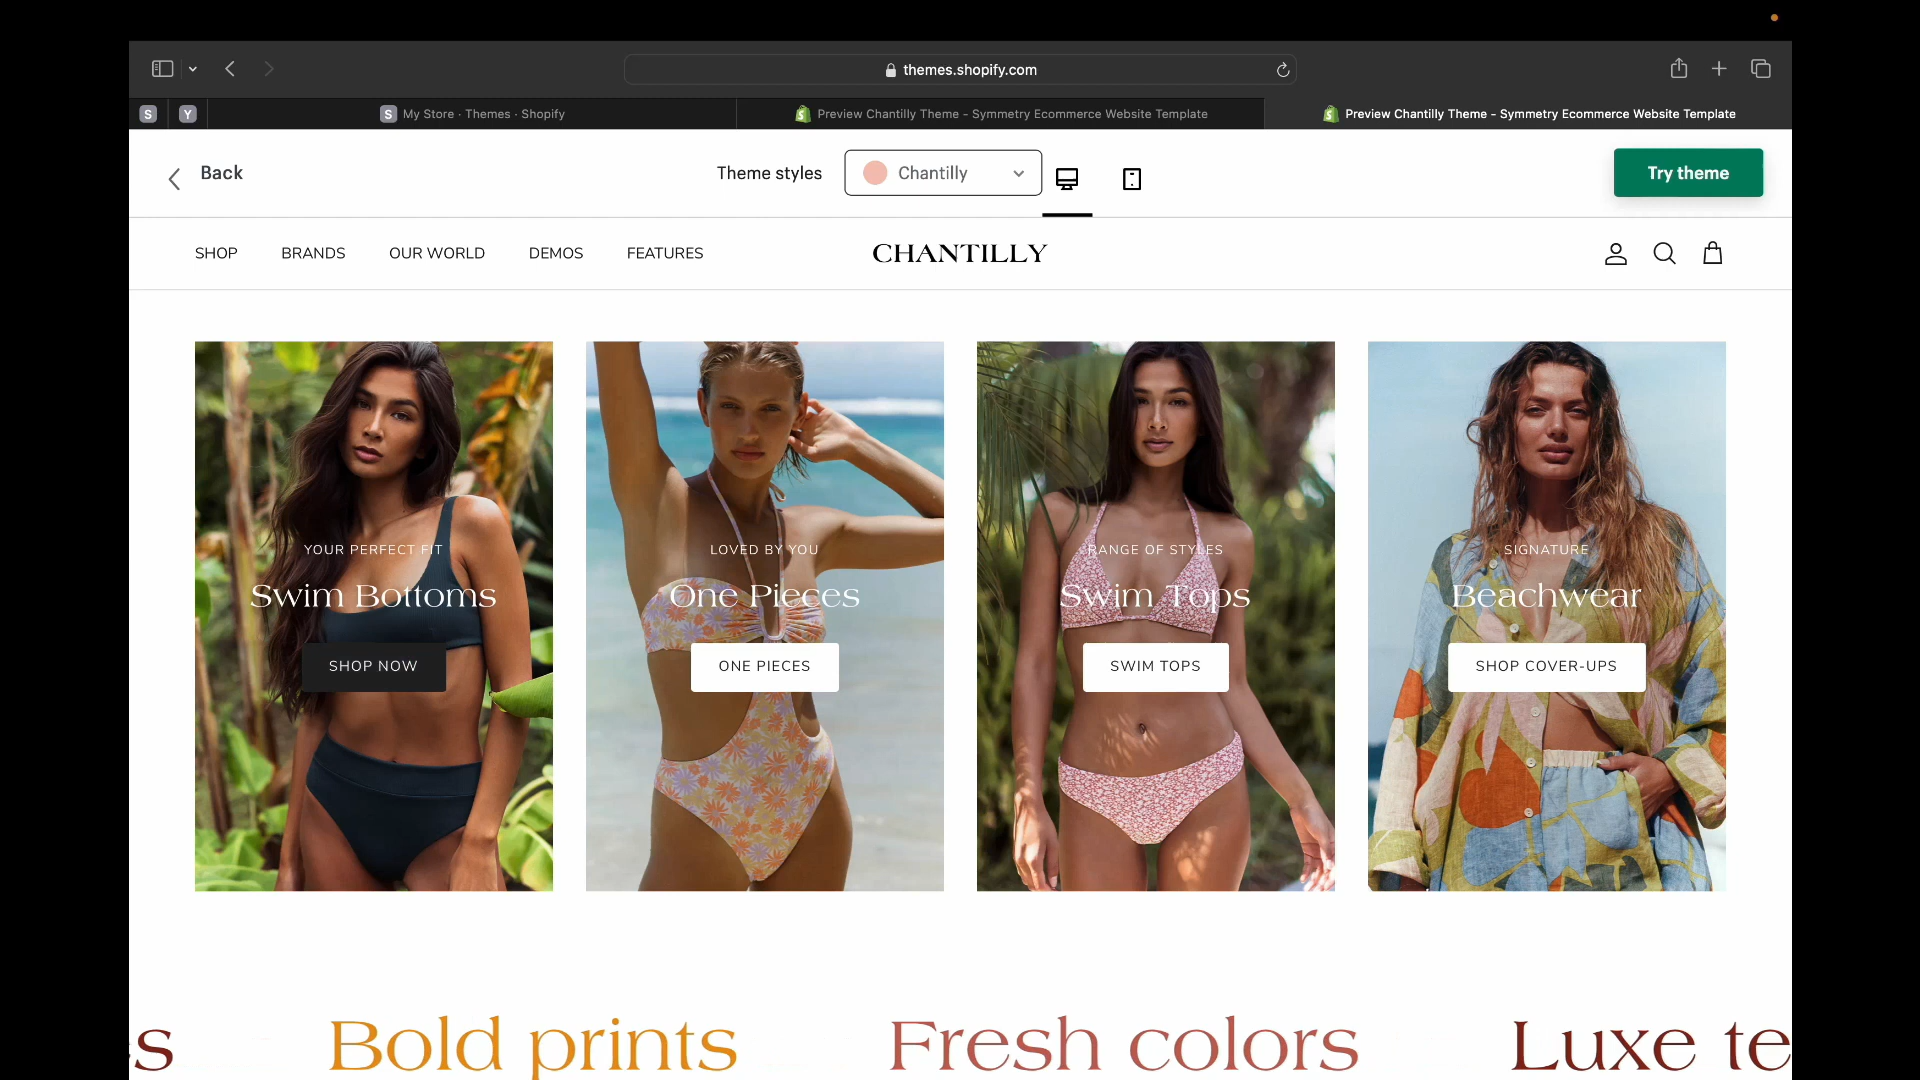 themes.shopify.com
S
Y
S My Store · Themes · Shopify
Preview Chantilly Theme - Symmetry Ecommerce Website Template
Preview Chantilly Theme - Symmetry Ecommerce Website Template
Back
Theme styles
Chantilly
Try theme
SHOP
BRANDS
OUR WORLD
DEMOS
FEATURES
CHANTILLY
YOUR PERFECT FIT
Swim Bottoms
SHOP NOW
LOVED BY YOU
One Pieces
ONE PIECES
RANGE OF STYLES
Swim Tops
SWIM TOPS
SIGNATURE
Beachwear
SHOP COVER-UPS
s
Bold prints
Fresh colors
Luxe te